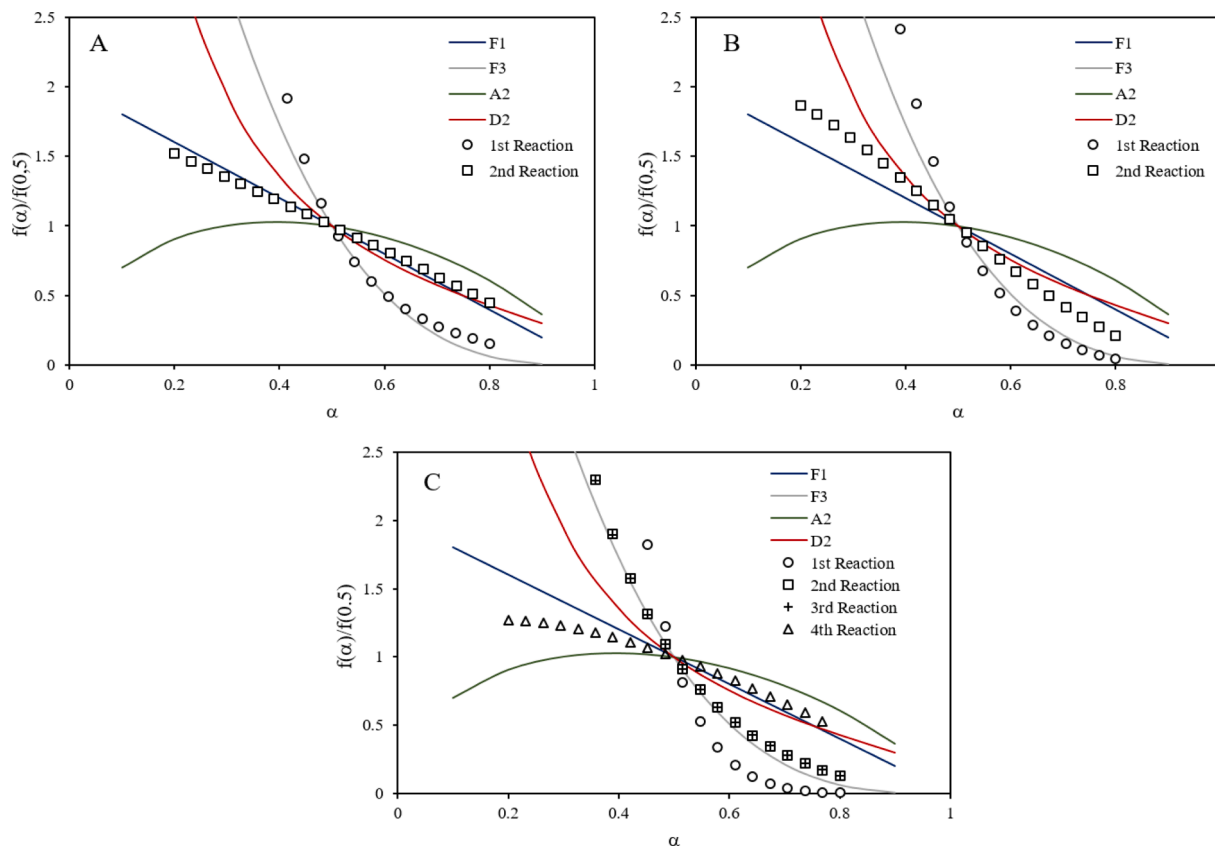 A
F1
F3
A2
D2
1st Reaction
2nd Reaction
f(α)/f(0,5)
2.5
2
1.5
1
0.5
0
0
0.2
0.4
0.6
0.8
1
α
B
F1
F3
A2
D2
1st Reaction
2nd Reaction
f(α)/f(0,5)
2.5
2
1.5
1
0.5
0
0
0.2
0.4
0.6
0.8
α
C
F1
F3
A2
D2
1st Reaction
2nd Reaction
3rd Reaction
4th Reaction
f(α)/f(0.5)
2.5
2
1.5
1
0.5
0
0
0.2
0.4
0.6
0.8
1
α